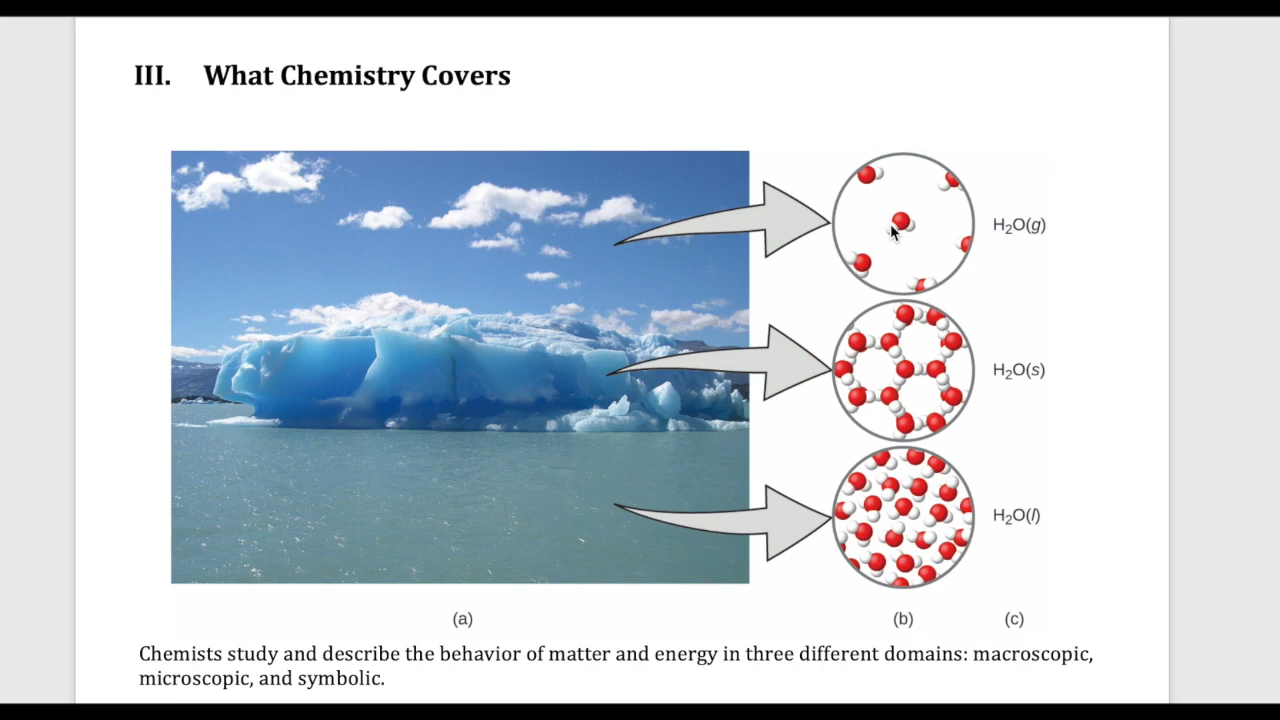 III. What Chemistry Covers
H₂O(g)
H₂O(s)
H₂O(l)
(a) (b) (c)
Chemists study and describe the behavior of matter and energy in three different domains: macroscopic,
microscopic, and symbolic.